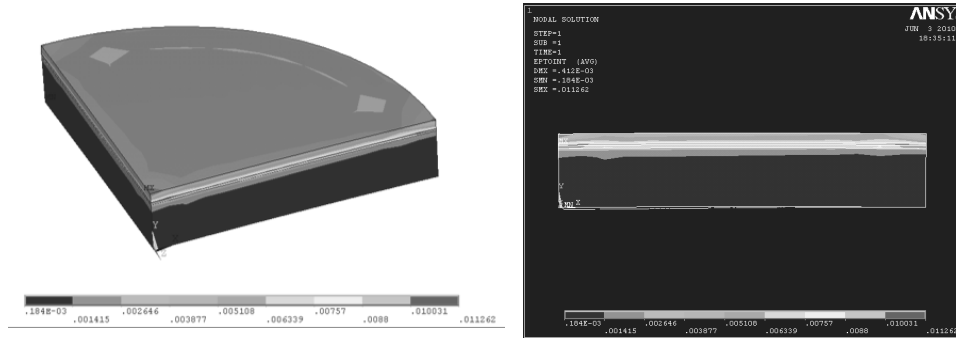 MX
Y
.184E-03 .002646 .005108 .00757 .010031
.001415 .003877 .006339 .0088 .011262
1
ANSYS
NODAL SOLUTION
JUN 3 2010
18:35:11
STEP=1
SUB =1
TIME=1
EPTOINT (AVG)
DMX =.412E-03
SMN =.184E-03
SMX =.011262
Y
MN X
.184E-03 .002646 .005108 .00757 .010031
.001415 .003877 .006339 .0088 .011262